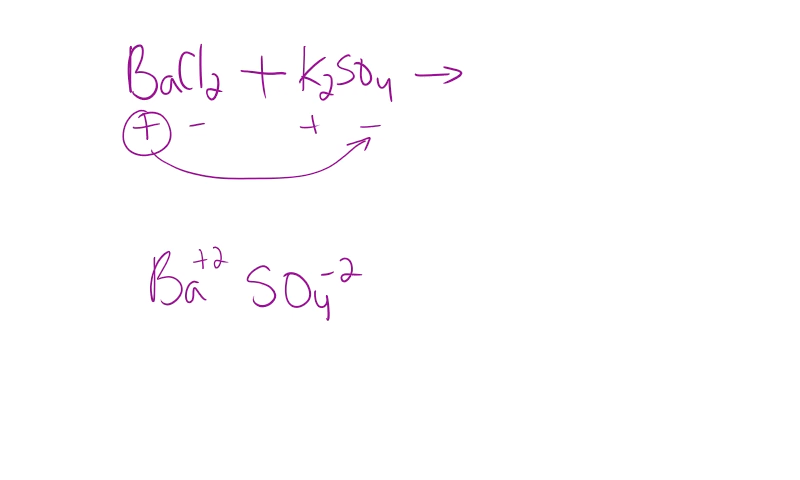 BaCl₂ + K₂SO₄ →
+ - + -
Ba⁺² SO₄⁻²